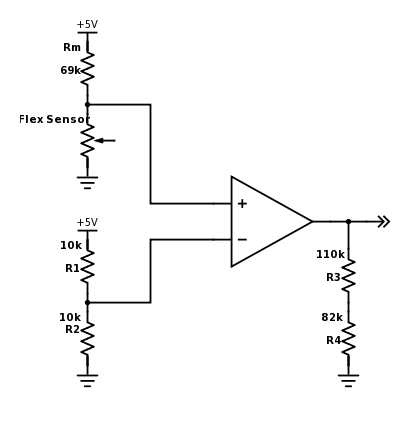 +5V
Rm
69k
Flex Sensor
+
−
+5V
10k
R1
10k
R2
110k
R3
82k
R4